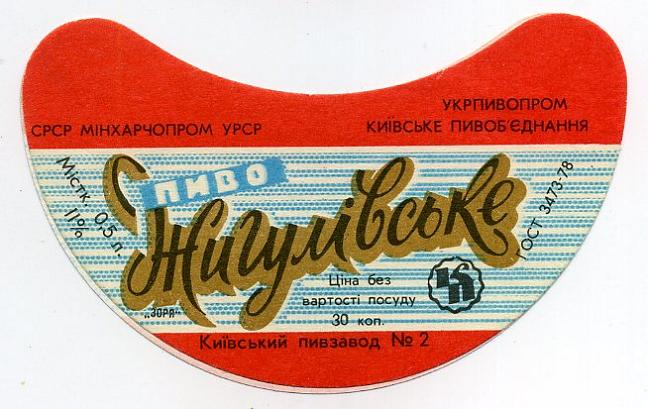 УКРПИВОПРОМ
СРСР МІНХАРЧОПРОМ УРСР
КИЇВСЬКЕ ПИВОБ'ЄДНАННЯ
Містк. 0,5 л.
11%
ПИВО
Жигулівське
ГОСТ 3473-78
Ціна без
вартості посуду
30 коп.
„ЗОРЯ"
Київський пивзавод № 2